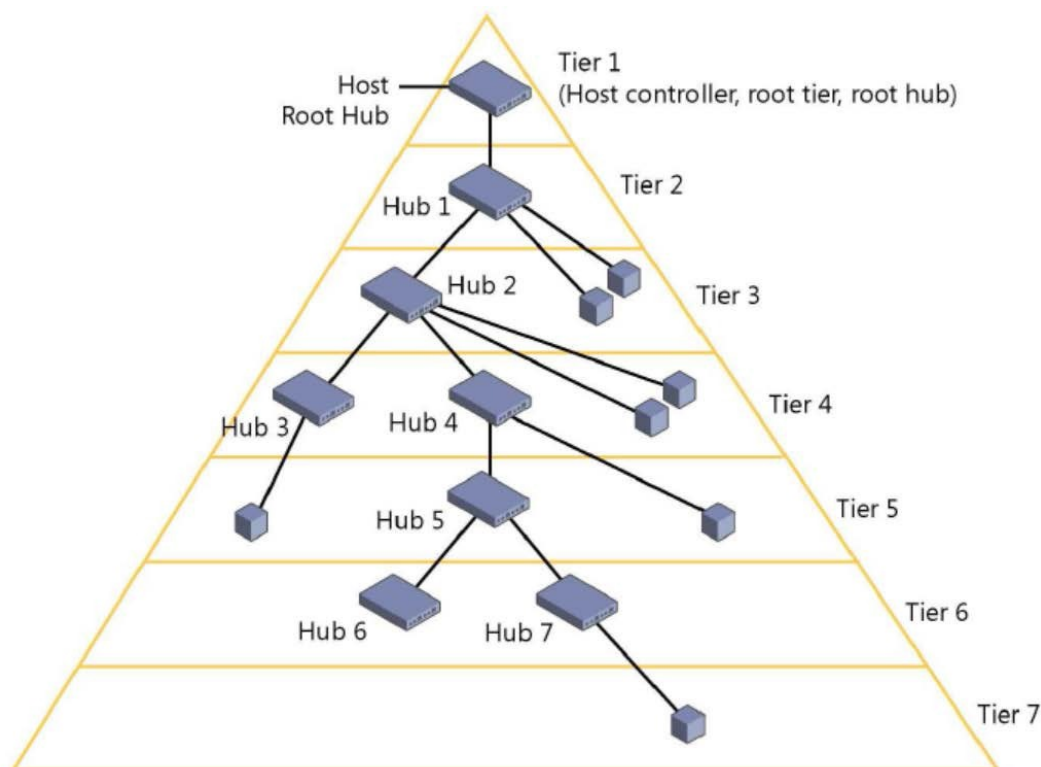 Tier 1
(Host controller, root tier, root hub)
Host
Root Hub
Tier 2
Hub 1
Hub 2
Tier 3
Hub 3
Hub 4
Tier 4
Hub 5
Tier 5
Hub 6
Hub 7
Tier 6
Tier 7